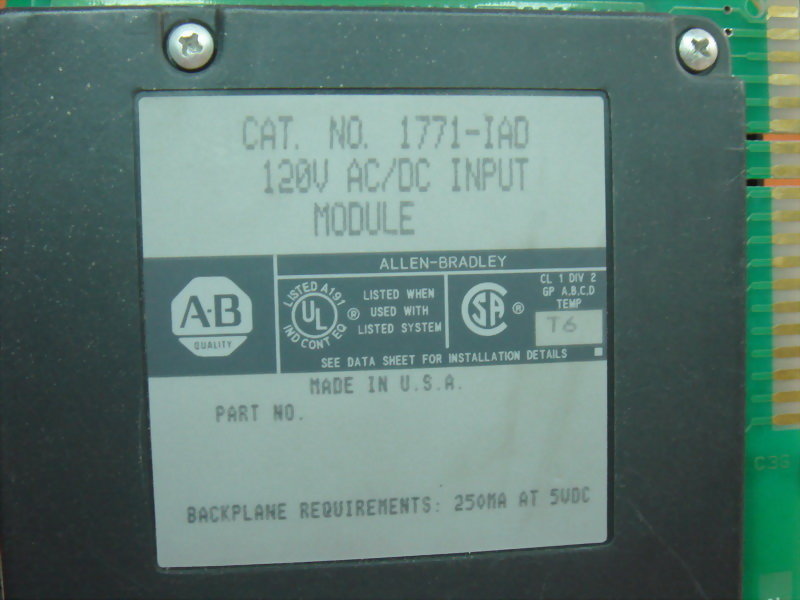 CAT. NO. 1771-IAD
120V AC/DC INPUT
MODULE
ALLEN-BRADLEY
A·B
QUALITY
LISTED A191
UL
®
IND CONT EQ
LISTED WHEN
USED WITH
LISTED SYSTEM
SA
®
CL 1 DIV 2
GP A,B,C,D
TEMP
T6
SEE DATA SHEET FOR INSTALLATION DETAILS
MADE IN U.S.A.
PART NO.
BACKPLANE REQUIREMENTS: 250MA AT 5VDC
C36